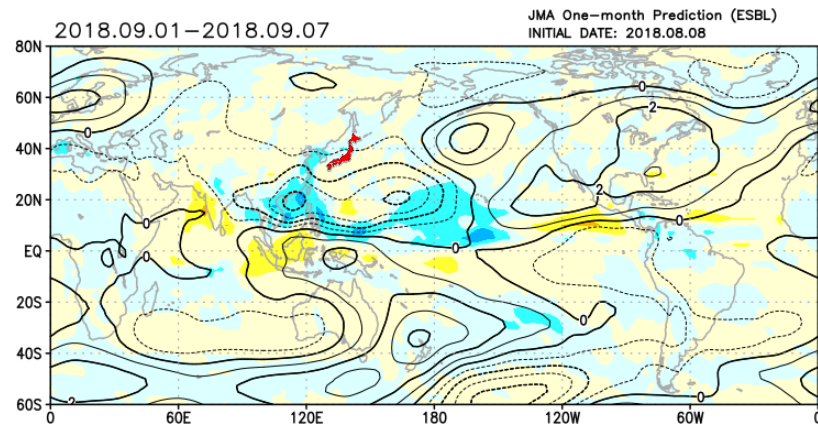 JMA One-month Prediction (ESBL)
2018.09.01−2018.09.07
INITIAL DATE: 2018.08.08
80N
60N
40N
20N
EQ
20S
40S
60S
0
60E
120E
180
120W
60W
0
0
0
0
0
0
0
0
0
2
2